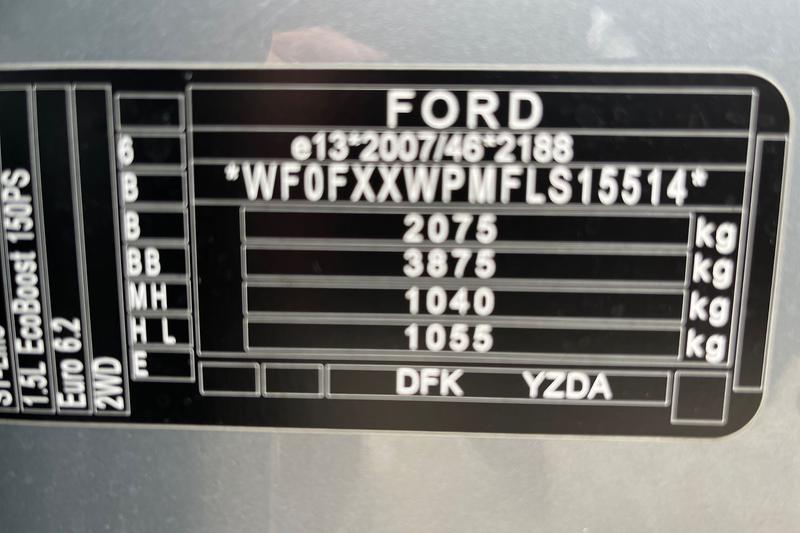 FORD
e13*2007/46*2188
*WF0FXXWPMFLS15514*
2075 kg
3875 kg
1040 kg
1055 kg
DFK YZDA
6
B
B
BB
MH
HL
E
1.5L EcoBoost 150PS
Euro 6.2
2WD